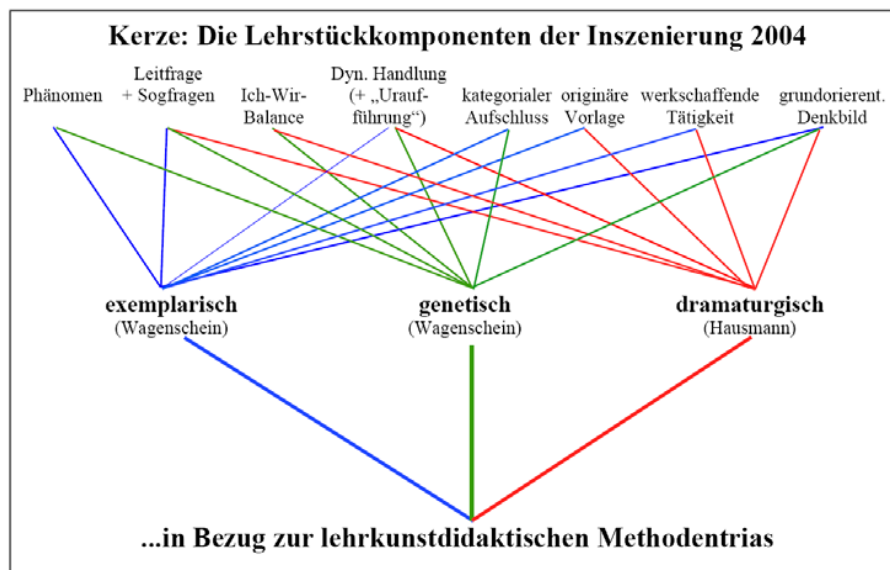 Kerze: Die Lehrstückkomponenten der Inszenierung 2004
Phänomen
Leitfrage
+ Sogfragen
Ich-Wir-
Balance
Dyn. Handlung
(+ „Urauf-
führung“)
kategorialer
Aufschluss
originäre
Vorlage
werkschaffende
Tätigkeit
grundorierent.
Denkbild
exemplarisch
(Wagenschein)
genetisch
(Wagenschein)
dramaturgisch
(Hausmann)
...in Bezug zur lehrkunstdidaktischen Methodentrias